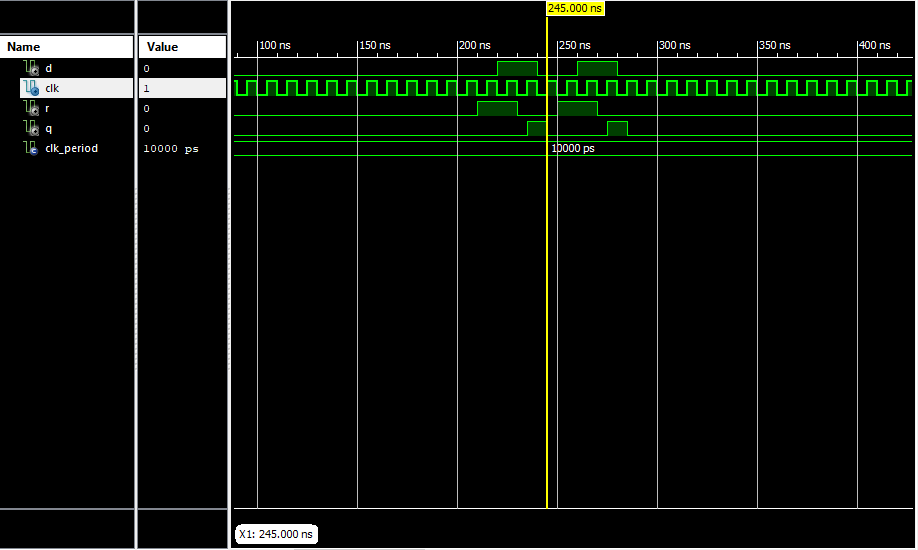 245.000 ns
Name Value
100 ns 150 ns 200 ns 250 ns 300 ns 350 ns 400 ns
d 0
clk 1
r 0
q 0
clk_period 10000 ps 10000 ps
X1: 245.000 ns